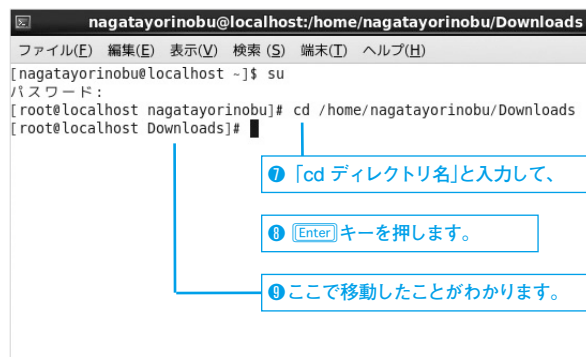 nagatayorinobu@localhost:/home/nagatayorinobu/Downloads
ファイル(F) 編集(E) 表示(V) 検索 (S) 端末(T) ヘルプ(H)
[nagatayorinobu@localhost ~]$ su
パスワード:
[root@localhost nagatayorinobu]# cd /home/nagatayorinobu/Downloads
[root@localhost Downloads]#
❼「cd ディレクトリ名」と入力して、
❽ Enter キーを押します。
❾ここで移動したことがわかります。